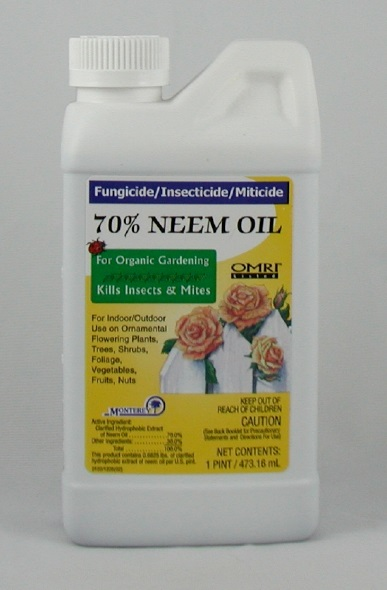 Fungicide/Insecticide/Miticide
70% NEEM OIL
For Organic Gardening
OMRI
LISTED
Kills Insects & Mites
For Indoor/Outdoor
Use on Ornamental
Flowering Plants,
Trees, Shrubs,
Foliage,
Vegetables,
Fruits, Nuts
MONTEREY
KEEP OUT OF
REACH OF CHILDREN
CAUTION
(See Back Booklet for Precautionary
Statements and Directions For Use)
Active Ingredient:
Clarified Hydrophobic Extract
of Neem Oil ............ 70.0%
Other Ingredients: ........ 30.0%
Total ............ 100.0%
This product contains lbs. of clarified
hydrophobic extract of neem oil per U.S. pint.
NET CONTENTS:
1 PINT / 473.16 mL